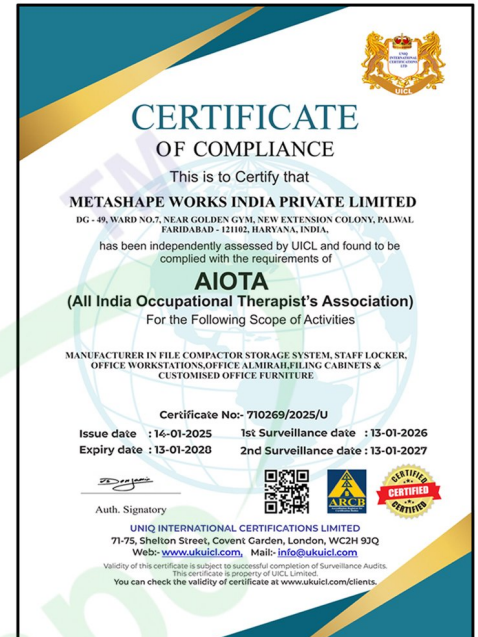 UNIQ
INTERNATIONAL
CERTIFICATIONS
LTD
UICL
CERTIFICATE
OF COMPLIANCE
This is to Certify that
METASHAPE WORKS INDIA PRIVATE LIMITED
DG - 49, WARD NO.7, NEAR GOLDEN GYM, NEW EXTENSION COLONY, PALWAL
FARIDABAD - 121102, HARYANA, INDIA,
has been independently assessed by UICL and found to be
complied with the requirements of
AIOTA
(All India Occupational Therapist's Association)
For the Following Scope of Activities
MANUFACTURER IN FILE COMPACTOR STORAGE SYSTEM, STAFF LOCKER,
OFFICE WORKSTATIONS,OFFICE ALMIRAH,FILING CABINETS &
CUSTOMISED OFFICE FURNITURE
Certificate No:- 710269/2025/U
Issue date : 14-01-2025 1st Surveillance date : 13-01-2026
Expiry date : 13-01-2028 2nd Surveillance date : 13-01-2027
Auth. Signatory
ARCB
CERTIFIED
CERTIFIED
CERTIFIED
UNIQ INTERNATIONAL CERTIFICATIONS LIMITED
71-75, Shelton Street, Covent Garden, London, WC2H 9JQ
Web:- www.ukuicl.com, Mail:- info@ukuicl.com
Validity of this certificate is subject to successful completion of Surveillance Audits.
This certificate is property of UICL Limited.
You can check the validity of certificate at www.ukuicl.com/clients.
TM